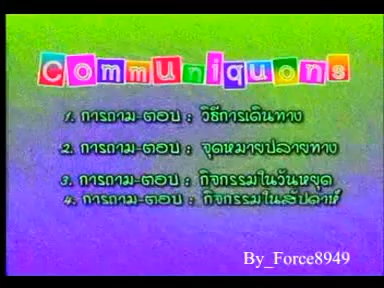 Communiquons
1. การถาม-ตอบ : วิธีการเดินทาง
2. การถาม-ตอบ : จุดหมายปลายทาง
3. การถาม-ตอบ : กิจกรรมในวันหยุด
4. การถาม-ตอบ : กิจกรรมในสัปดาห์
By_Force8949